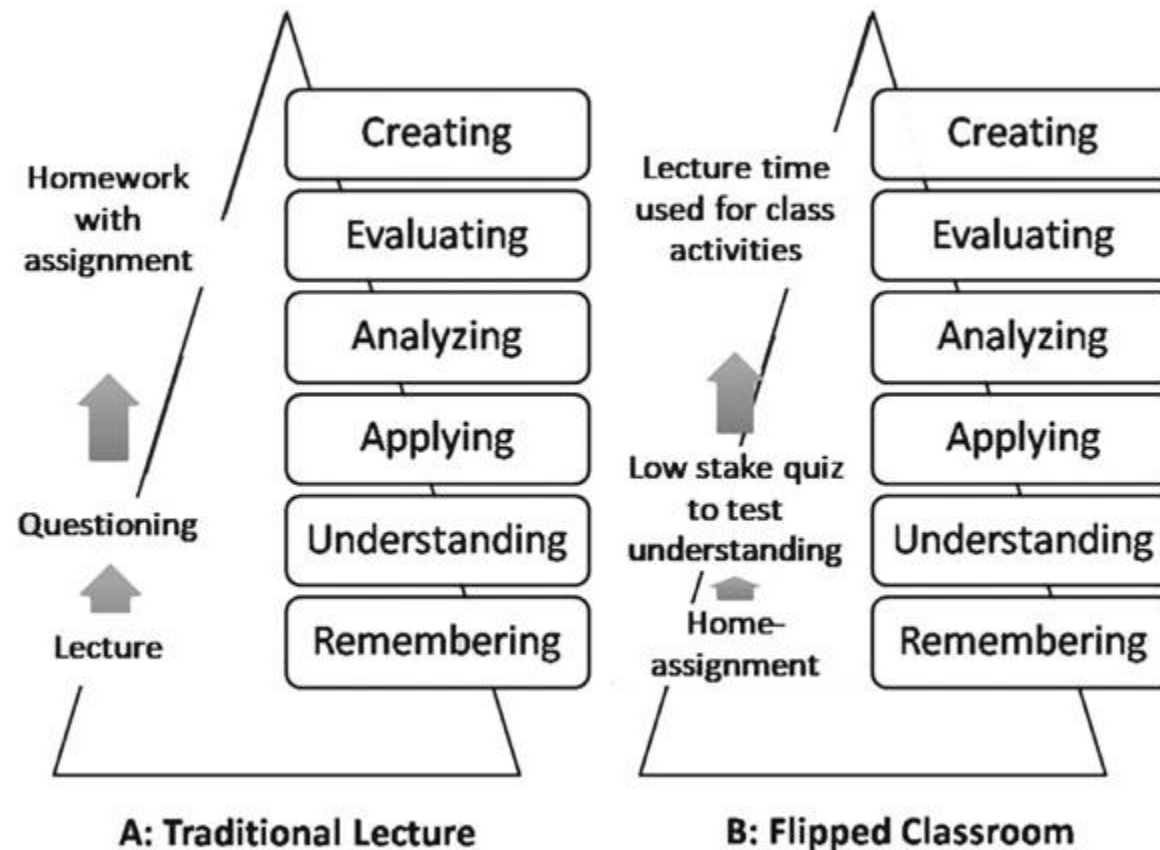 Homework
with
assignment
Questioning
Lecture
Creating
Evaluating
Analyzing
Applying
Understanding
Remembering
A: Traditional Lecture
Lecture time
used for class
activities
Low stake quiz
to test
understanding
Home-
assignment
Creating
Evaluating
Analyzing
Applying
Understanding
Remembering
B: Flipped Classroom